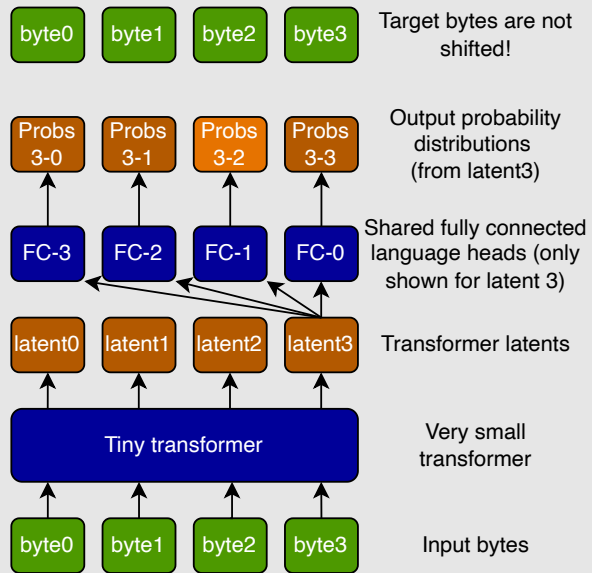 byte0 byte1 byte2 byte3
Target bytes are not
shifted!
Probs
3-0
Probs
3-1
Probs
3-2
Probs
3-3
Output probability
distributions
(from latent3)
FC-3 FC-2 FC-1 FC-0
Shared fully connected
language heads (only
shown for latent 3)
latent0 latent1 latent2 latent3
Transformer latents
Tiny transformer
Very small
transformer
byte0 byte1 byte2 byte3
Input bytes